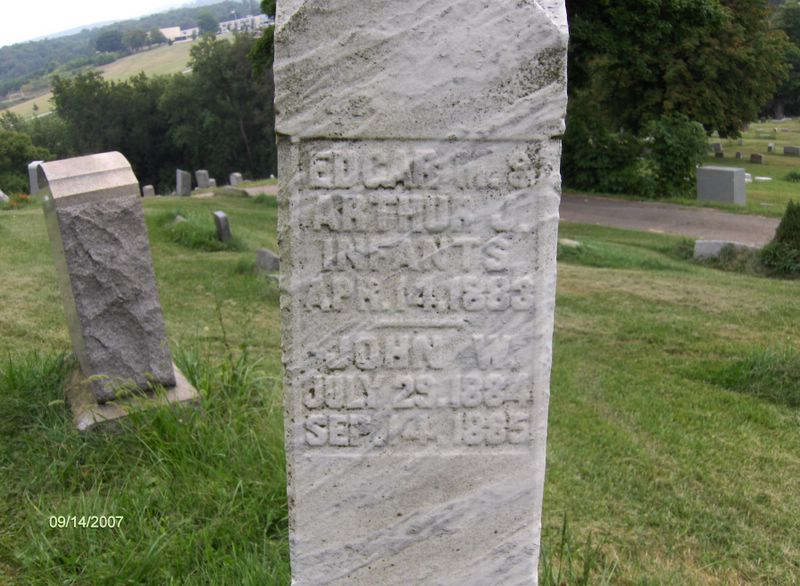 EDGAR M. &
ARTHUR J.
INFANTS
APR. 14. 1883
JOHN W.
JULY 29. 1884
SEP. 14. 1885
09/14/2007